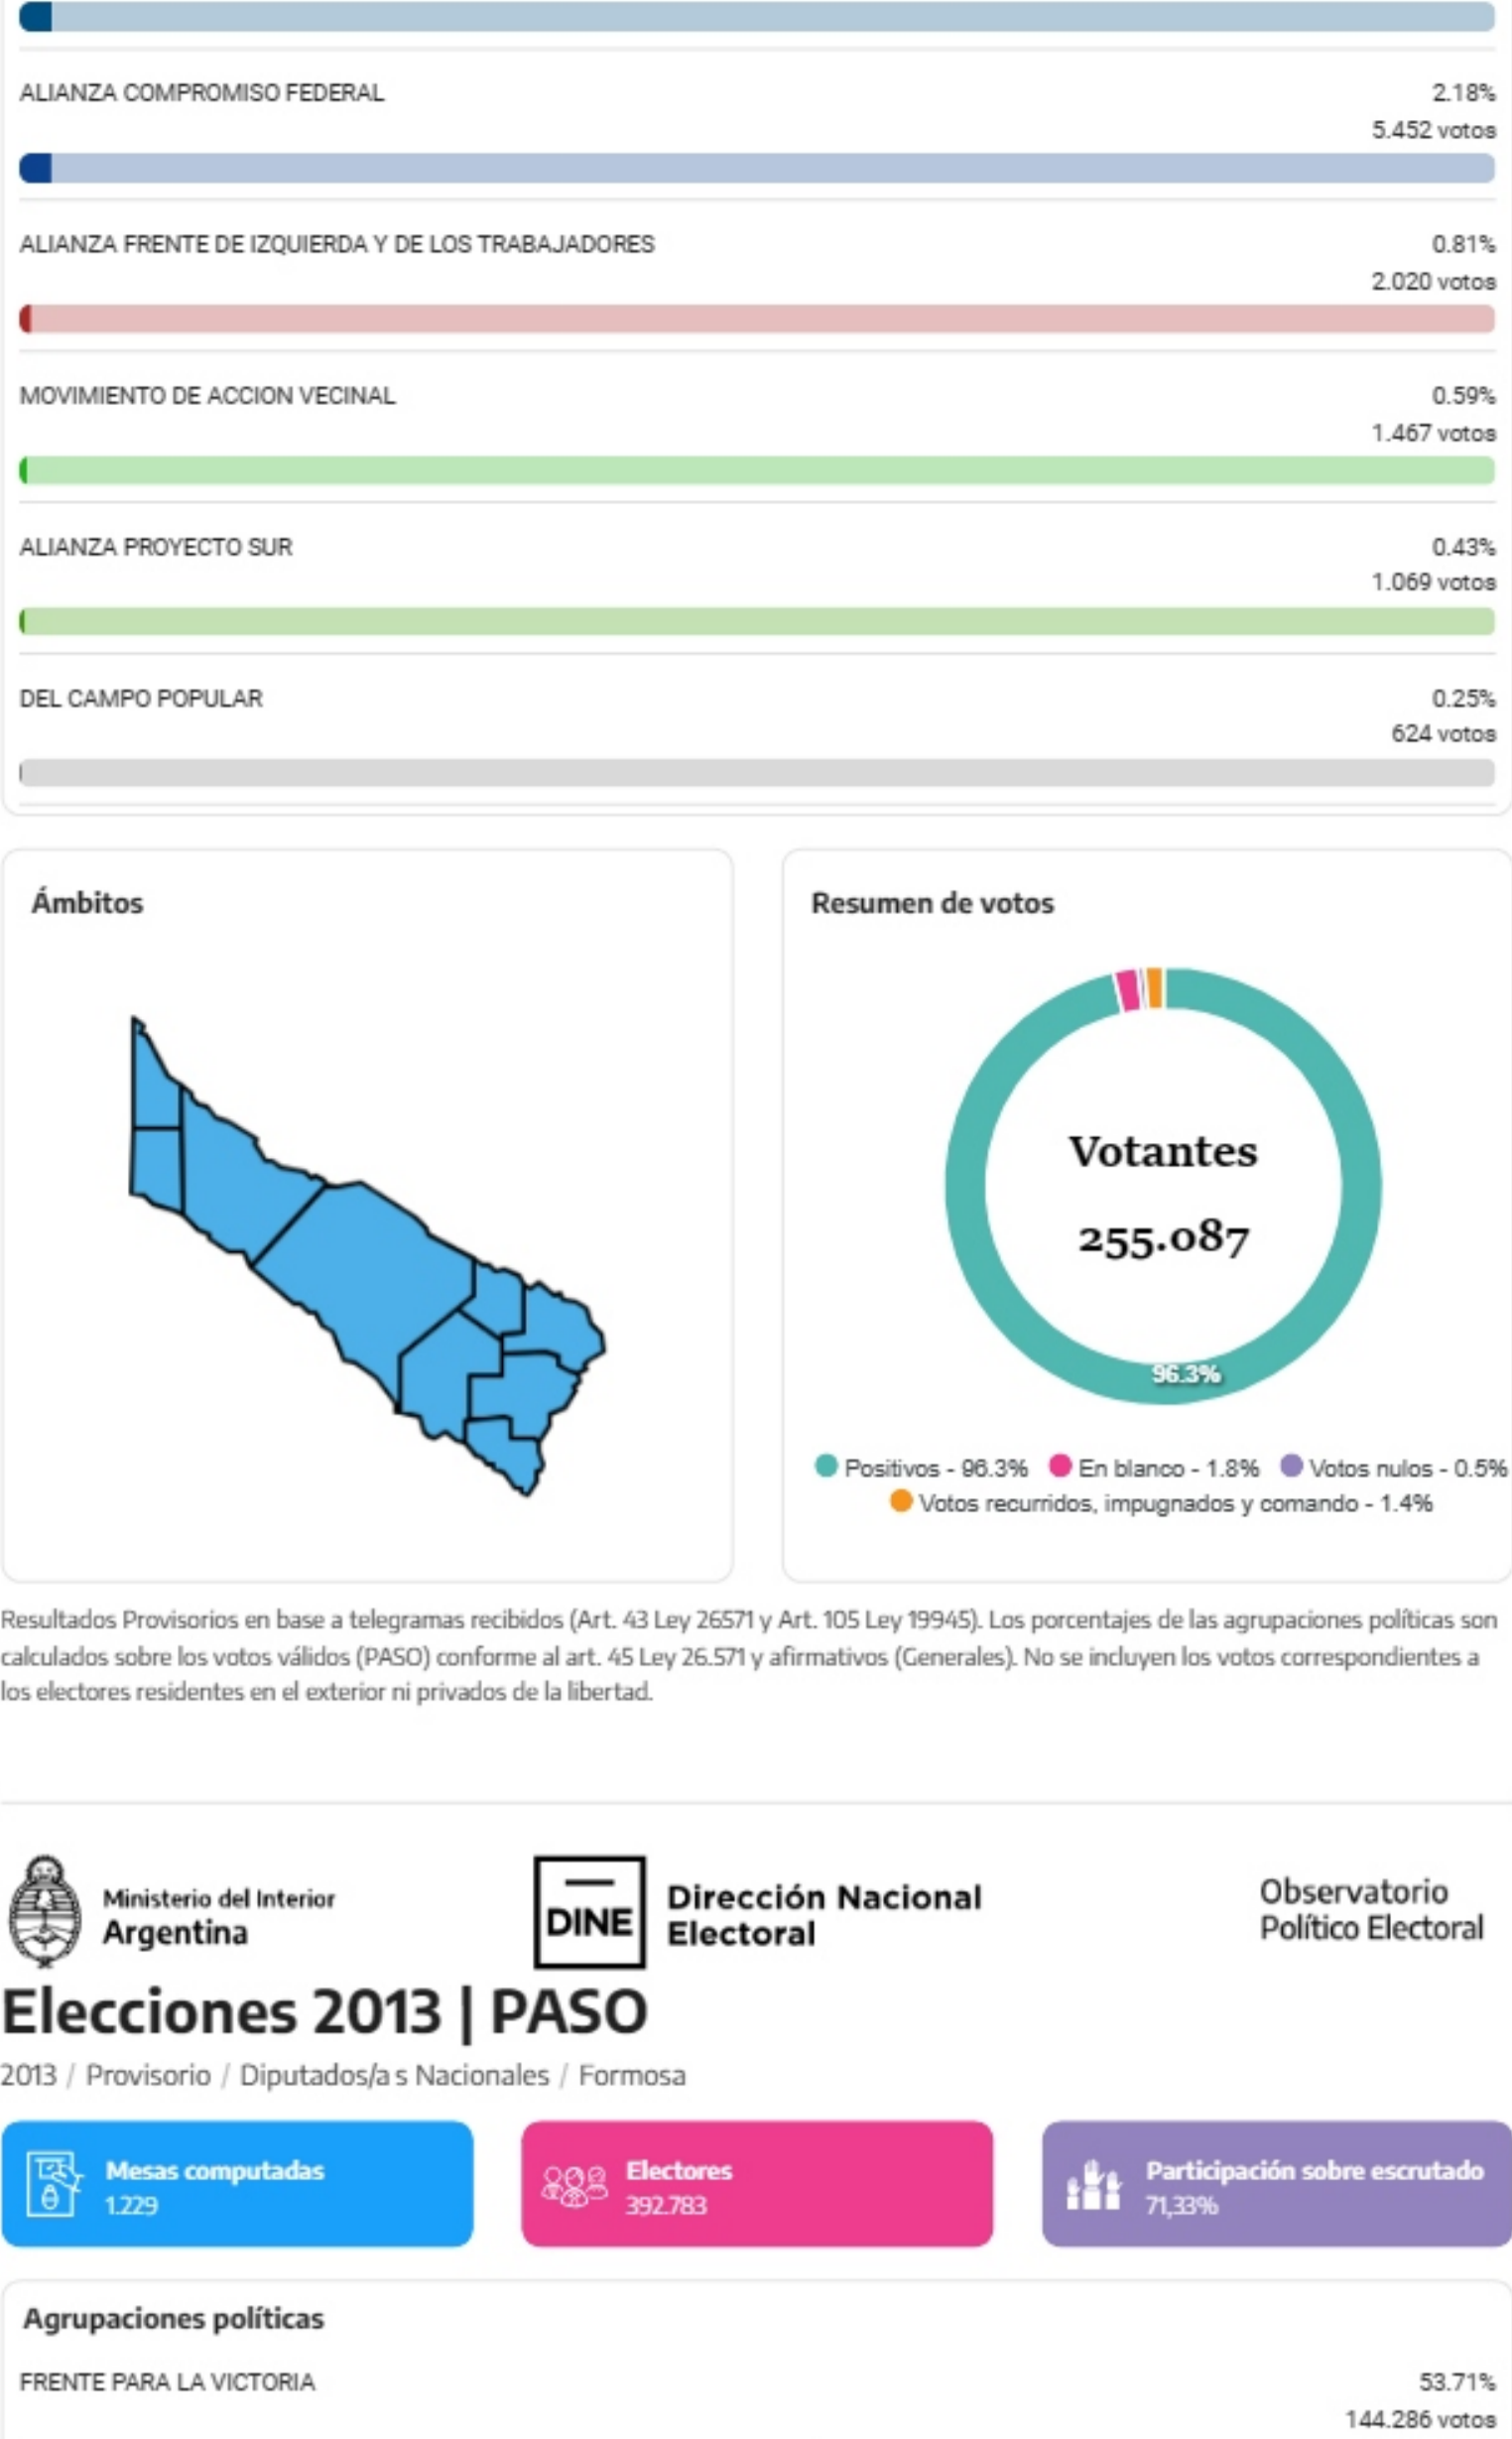 ALIANZA COMPROMISO FEDERAL 2.18%
5.452 votos
ALIANZA FRENTE DE IZQUIERDA Y DE LOS TRABAJADORES 0.81%
2.020 votos
MOVIMIENTO DE ACCION VECINAL 0.59%
1.467 votos
ALIANZA PROYECTO SUR 0.43%
1.069 votos
DEL CAMPO POPULAR 0.25%
624 votos
Ámbitos
Resumen de votos
Votantes
255.087
96.3%
Positivos - 96.3% En blanco - 1.8% Votos nulos - 0.5%
Votos recurridos, impugnados y comando - 1.4%
Resultados Provisorios en base a telegramas recibidos (Art. 43 Ley 26571 y Art. 105 Ley 19945). Los porcentajes de las agrupaciones políticas son
calculados sobre los votos válidos (PASO) conforme al art. 45 Ley 26.571 y afirmativos (Generales). No se incluyen los votos correspondientes a
los electores residentes en el exterior ni privados de la libertad.
Ministerio del Interior
Argentina
DINE
Dirección Nacional
Electoral
Observatorio
Político Electoral
Elecciones 2013 | PASO
2013 / Provisorio / Diputados/a s Nacionales / Formosa
Mesas computadas
1.229
Electores
392.783
Participación sobre escrutado
71,33%
Agrupaciones políticas
FRENTE PARA LA VICTORIA 53.71%
144.286 votos